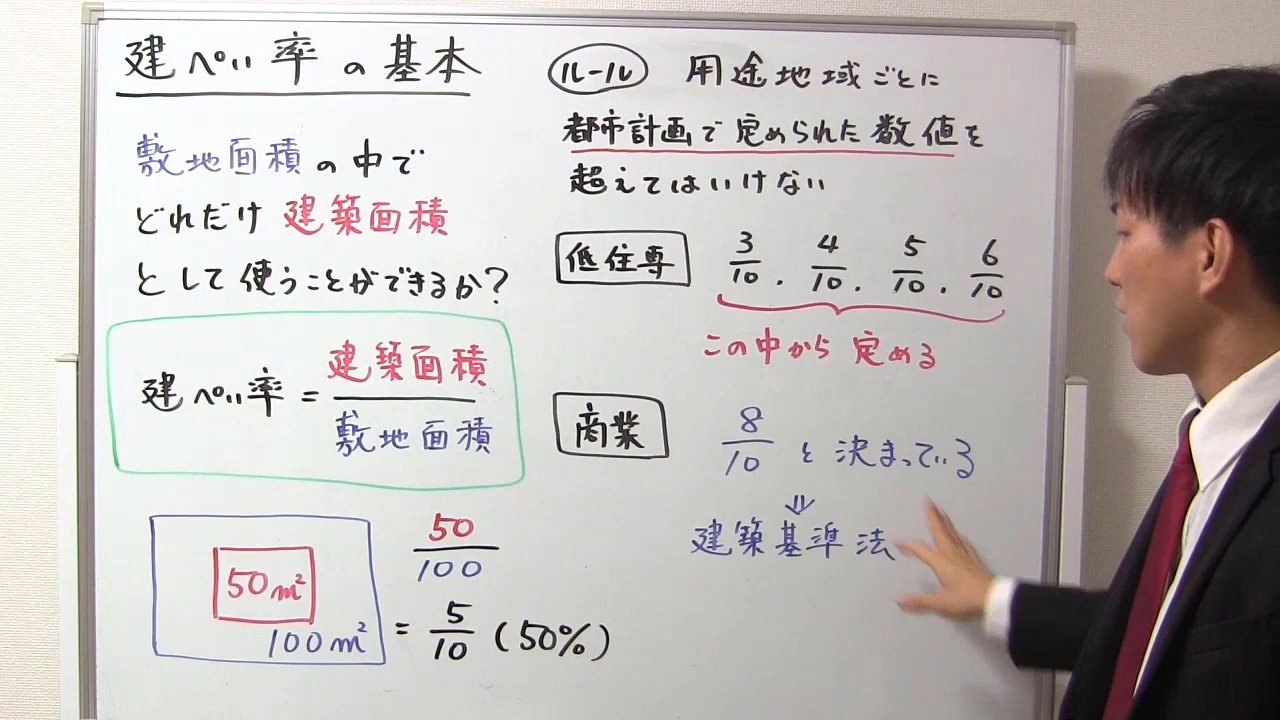 建ぺい率の基本
敷地面積の中で
どれだけ建築面積
として使うことができるか?
建ぺい率 = 建築面積
敷地面積
50m²
100m²
50
100
= 5/10 (50%)
ルール 用途地域ごとに
都市計画で定められた数値を
超えてはいけない
低住専 3/10 . 4/10 . 5/10 . 6/10
この中から定める
商業 8/10 と決まっている
⇓
建築基準法